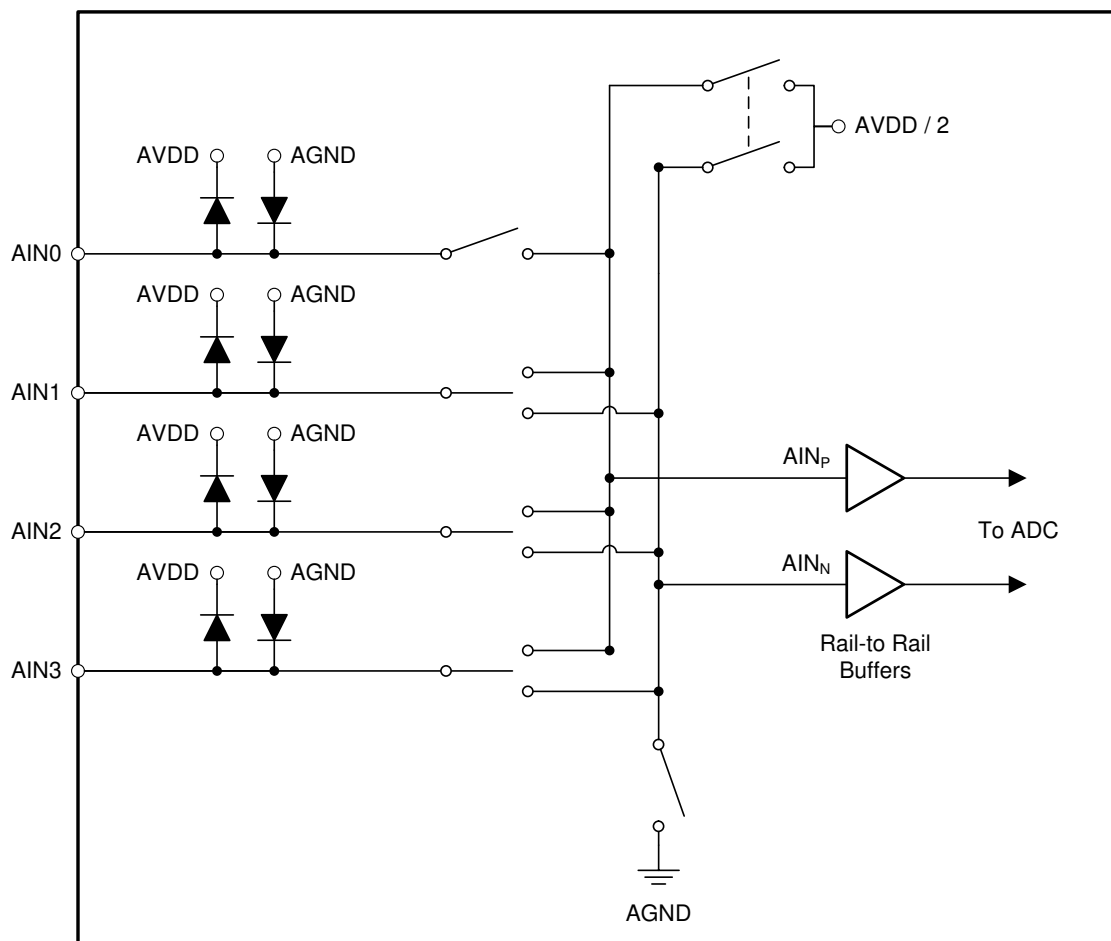 AVDD / 2
AVDD AGND
AIN0
AVDD AGND
AIN1
AVDD AGND
AINP
AIN2
To ADC
AVDD AGND
AINN
Rail-to Rail
Buffers
AIN3
AGND